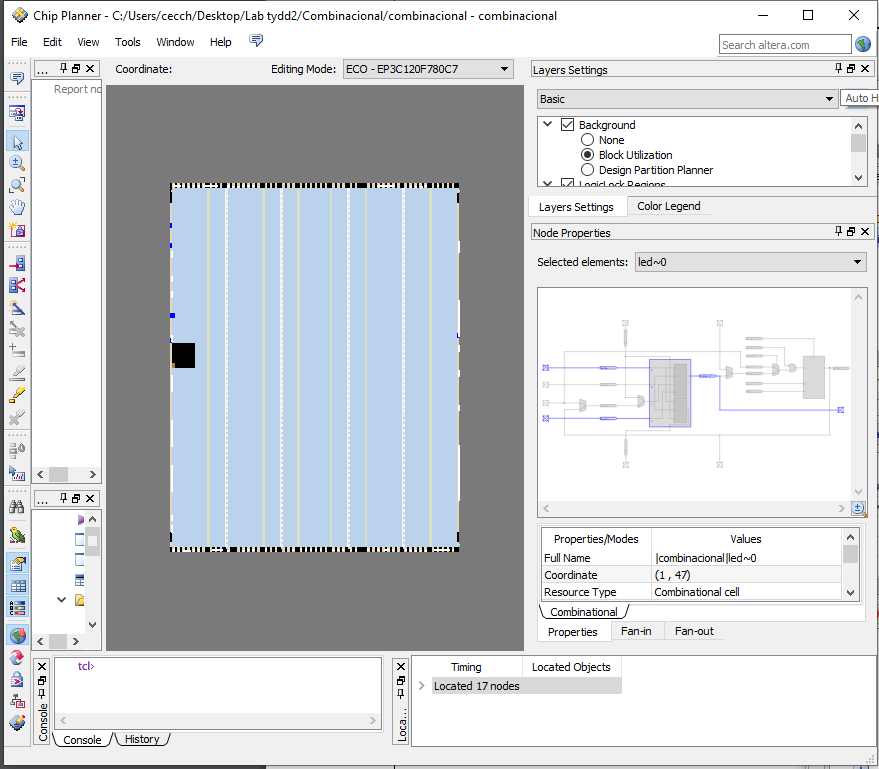 Chip Planner - C:/Users/cecch/Desktop/Lab tydd2/Combinacional/combinacional - combinacional
File Edit View Tools Window Help
Search altera.com
...
Report no
Coordinate:
Editing Mode: ECO - EP3C120F780C7
Layers Settings
Basic
Auto H
Background
None
Block Utilization
Design Partition Planner
LogicLock Regions
Layers Settings Color Legend
Node Properties
Selected elements: led~0
Properties/Modes Values
Full Name |combinacional|led~0
Coordinate (1 , 47)
Resource Type Combinational cell
Combinational
Properties Fan-in Fan-out
...
tcl>
Console
Console History
Loca...
Timing Located Objects
Located 17 nodes